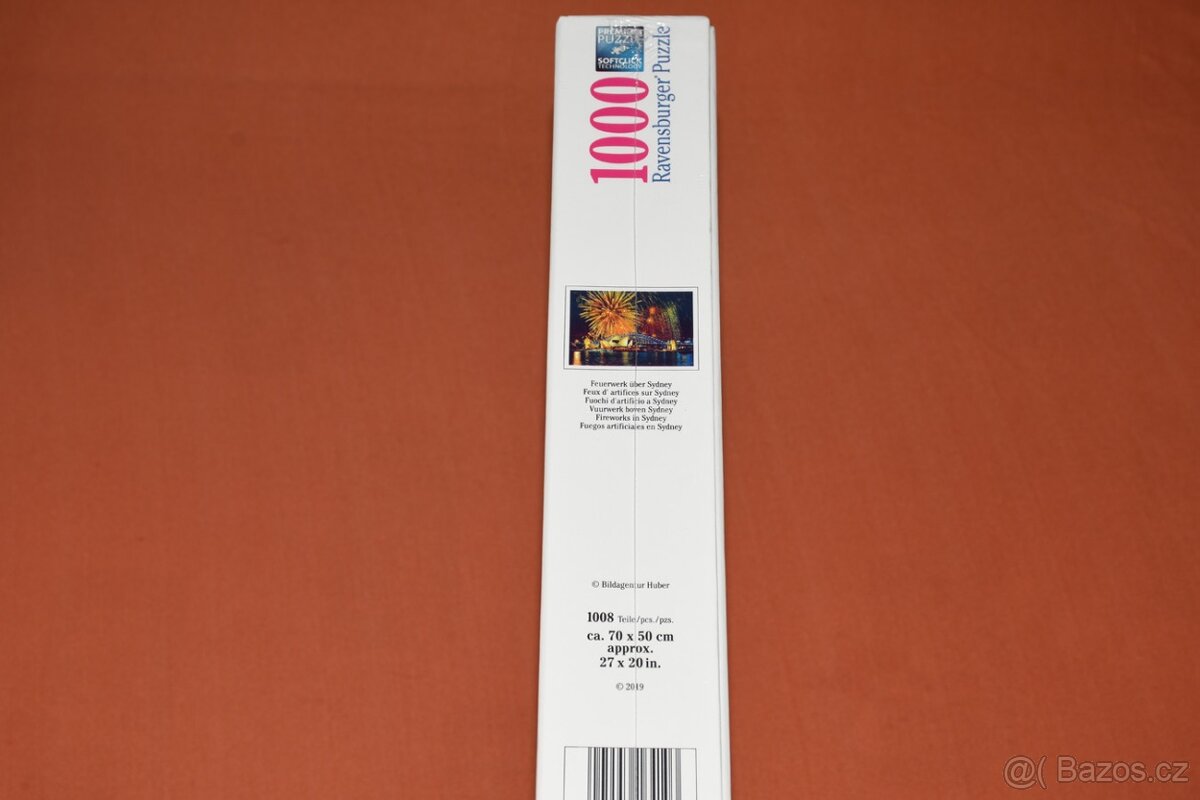 PREMIUM
PUZZLE
SOFTCLICK
TECHNOLOGY
1000
Ravensburger® Puzzle
Feuerwerk über Sydney
Feux d' artifices sur Sydney
Fuochi d'artificio a Sydney
Vuurwerk boven Sydney
Fireworks in Sydney
Fuegos artificiales en Sydney
© Bildagentur Huber
1008 Teile/pcs./pzs.
ca. 70 x 50 cm
approx.
27 x 20 in.
© 2019
@( Bazos.cz